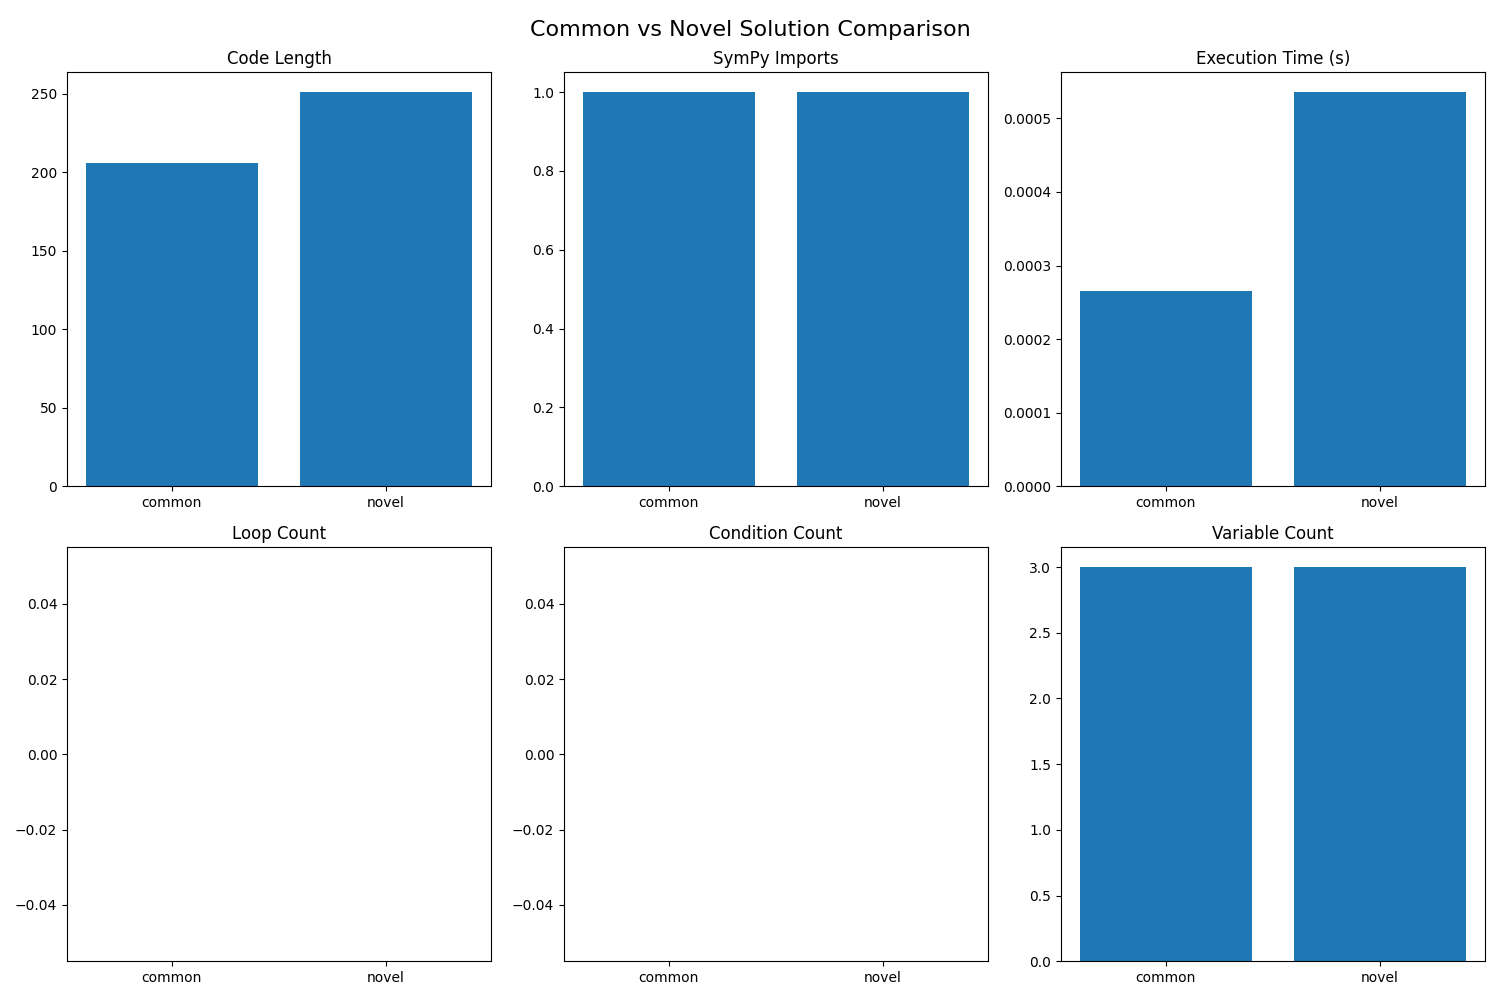 Common vs Novel Solution Comparison
Code Length
250
200
150
100
50
0
common novel
SymPy Imports
1.0
0.8
0.6
0.4
0.2
0.0
common novel
Execution Time (s)
0.0005
0.0004
0.0003
0.0002
0.0001
0.0000
common novel
Loop Count
0.04
0.02
0.00
−0.02
−0.04
common novel
Condition Count
0.04
0.02
0.00
−0.02
−0.04
common novel
Variable Count
3.0
2.5
2.0
1.5
1.0
0.5
0.0
common novel